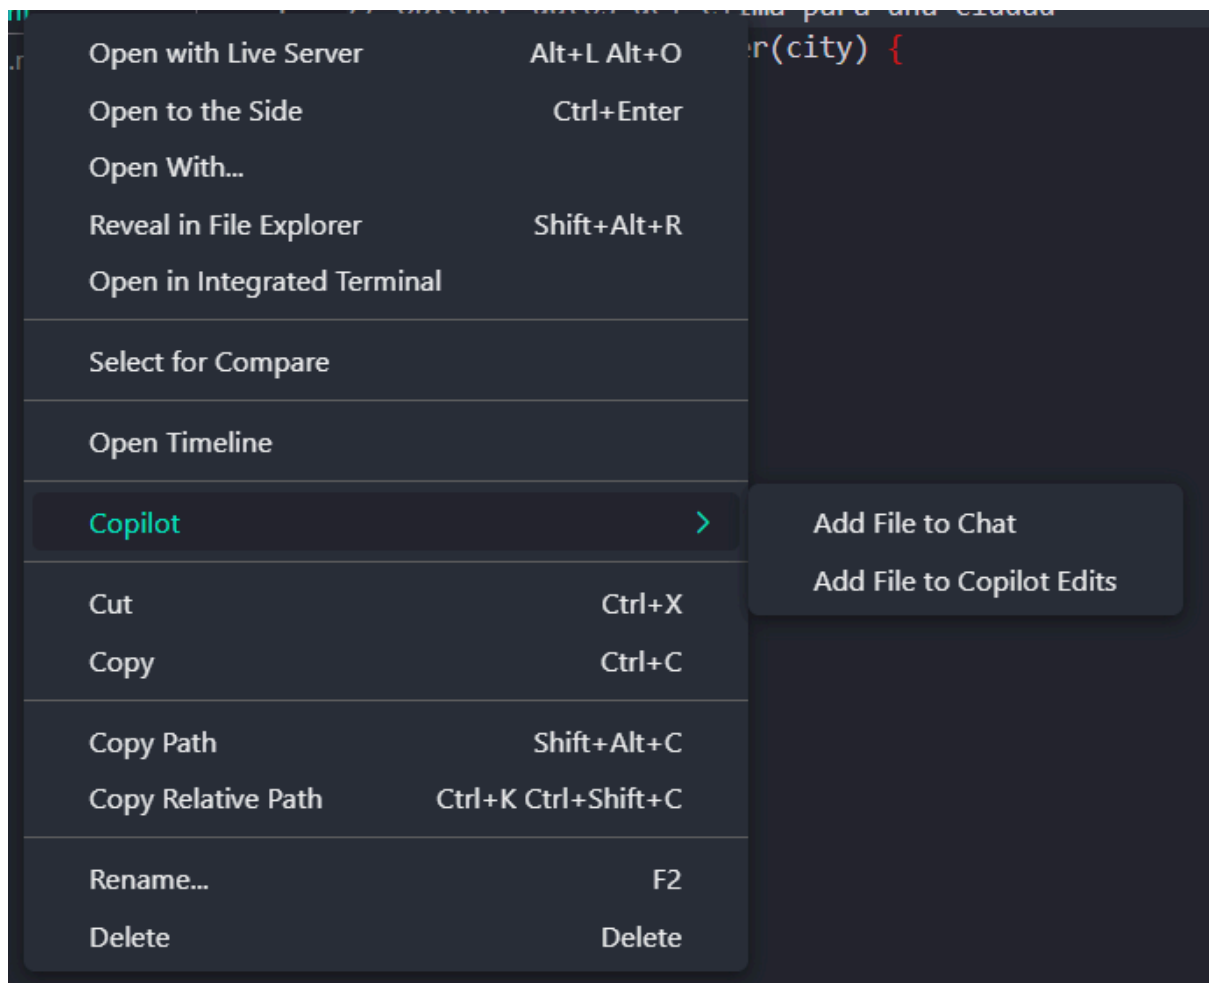 para una ciudad
(city) {
Open with Live Server Alt+L Alt+O
Open to the Side Ctrl+Enter
Open With...
Reveal in File Explorer Shift+Alt+R
Open in Integrated Terminal
Select for Compare
Open Timeline
Copilot
Add File to Chat
Add File to Copilot Edits
Cut Ctrl+X
Copy Ctrl+C
Copy Path Shift+Alt+C
Copy Relative Path Ctrl+K Ctrl+Shift+C
Rename... F2
Delete Delete